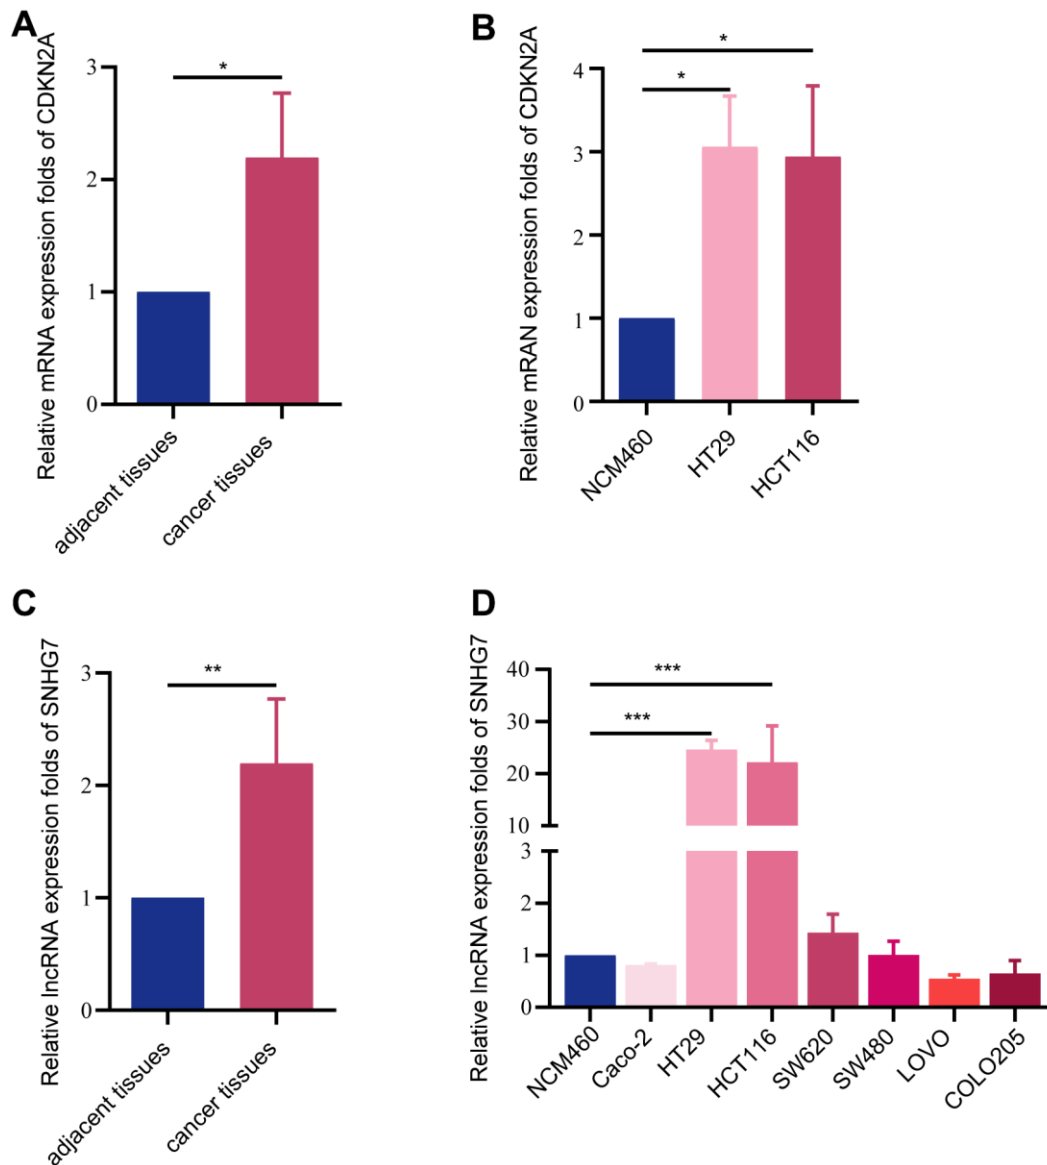 A
Relative mRNA expression folds of CDKN2A
3
2
1
0
*
adjacent tissues
cancer tissues
B
Relative mRAN expression folds of CDKN2A
4
3
2
1
0
*
*
NCM460
HT29
HCT116
C
Relative lncRNA expression folds of SNHG7
3
2
1
0
**
adjacent tissues
cancer tissues
D
Relative lncRNA expression folds of SNHG7
40
30
20
10
3
2
1
0
***
***
NCM460
Caco-2
HT29
HCT116
SW620
SW480
LOVO
COLO205